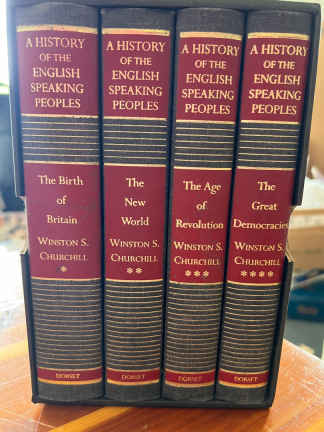 A HISTORY
OF THE
ENGLISH
SPEAKING
PEOPLES
The Birth
of
Britain
WINSTON S.
CHURCHILL
*
DORSET
A HISTORY
OF THE
ENGLISH
SPEAKING
PEOPLES
The
New
World
WINSTON S.
CHURCHILL
**
DORSET
A HISTORY
OF THE
ENGLISH
SPEAKING
PEOPLES
The Age
of
Revolution
WINSTON S.
CHURCHILL
***
DORSET
A HISTORY
OF THE
ENGLISH
SPEAKING
PEOPLES
The
Great
Democracies
WINSTON S.
CHURCHILL
****
DORSET